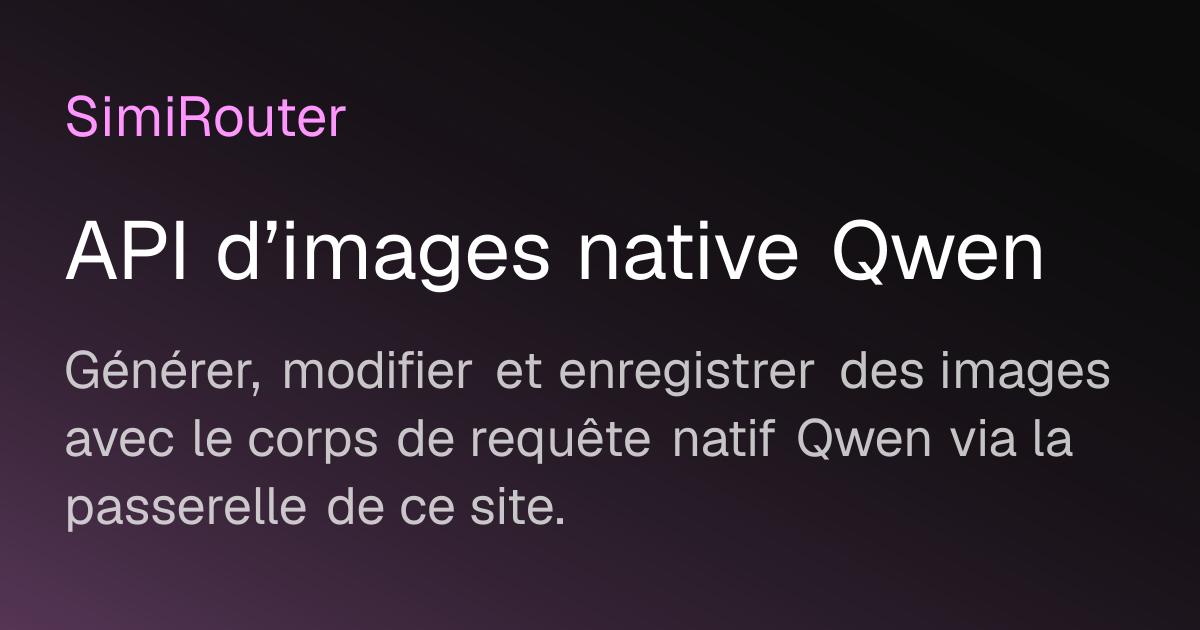 SimiRouter
API d’images native Qwen
Générer, modifier et enregistrer des images
avec le corps de requête natif Qwen via la
passerelle de ce site.